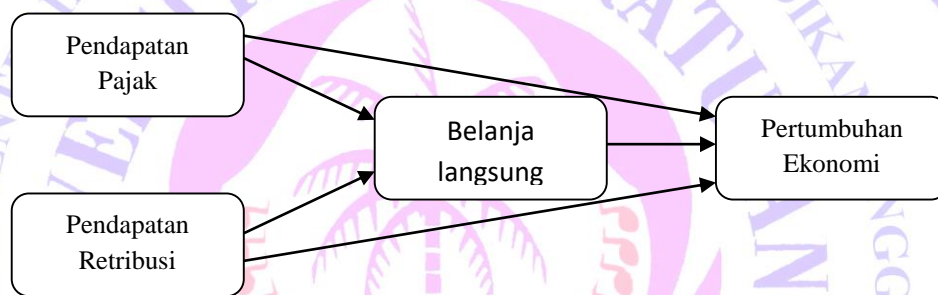 Pendapatan
Pajak
Belanja
langsung
Pertumbuhan
Ekonomi
Pendapatan
Retribusi